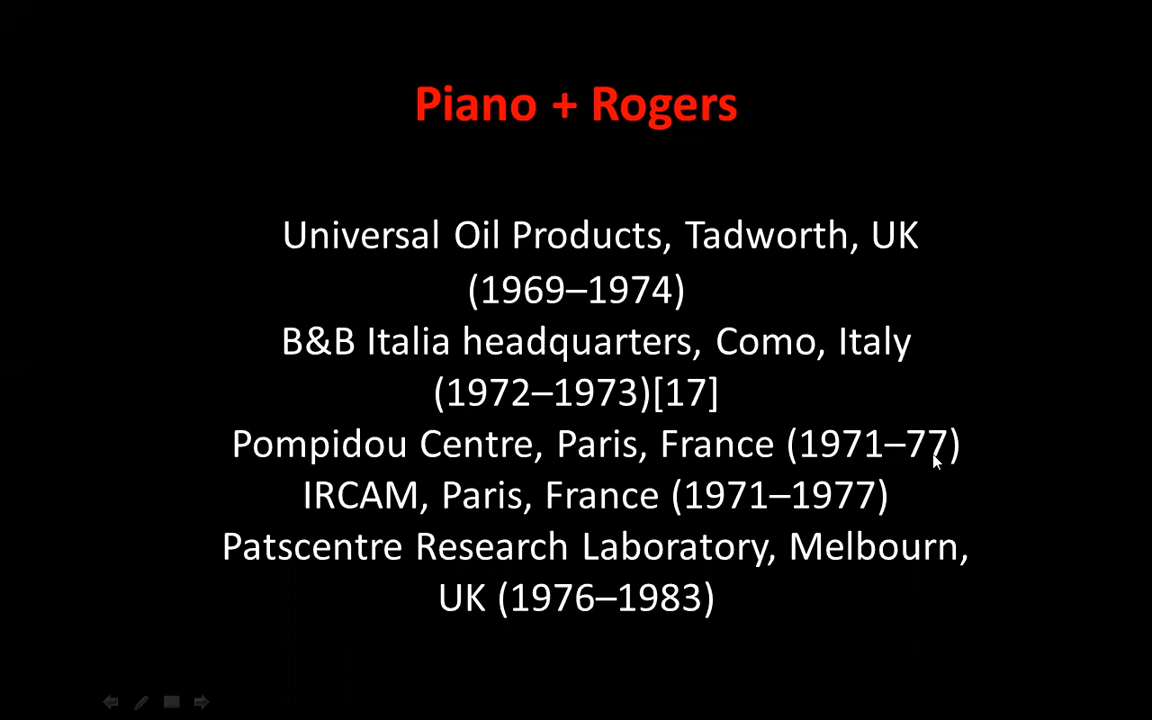 Piano + Rogers
Universal Oil Products, Tadworth, UK
(1969–1974)
B&B Italia headquarters, Como, Italy
(1972–1973)[17]
Pompidou Centre, Paris, France (1971–77)
IRCAM, Paris, France (1971–1977)
Patscentre Research Laboratory, Melbourn,
UK (1976–1983)